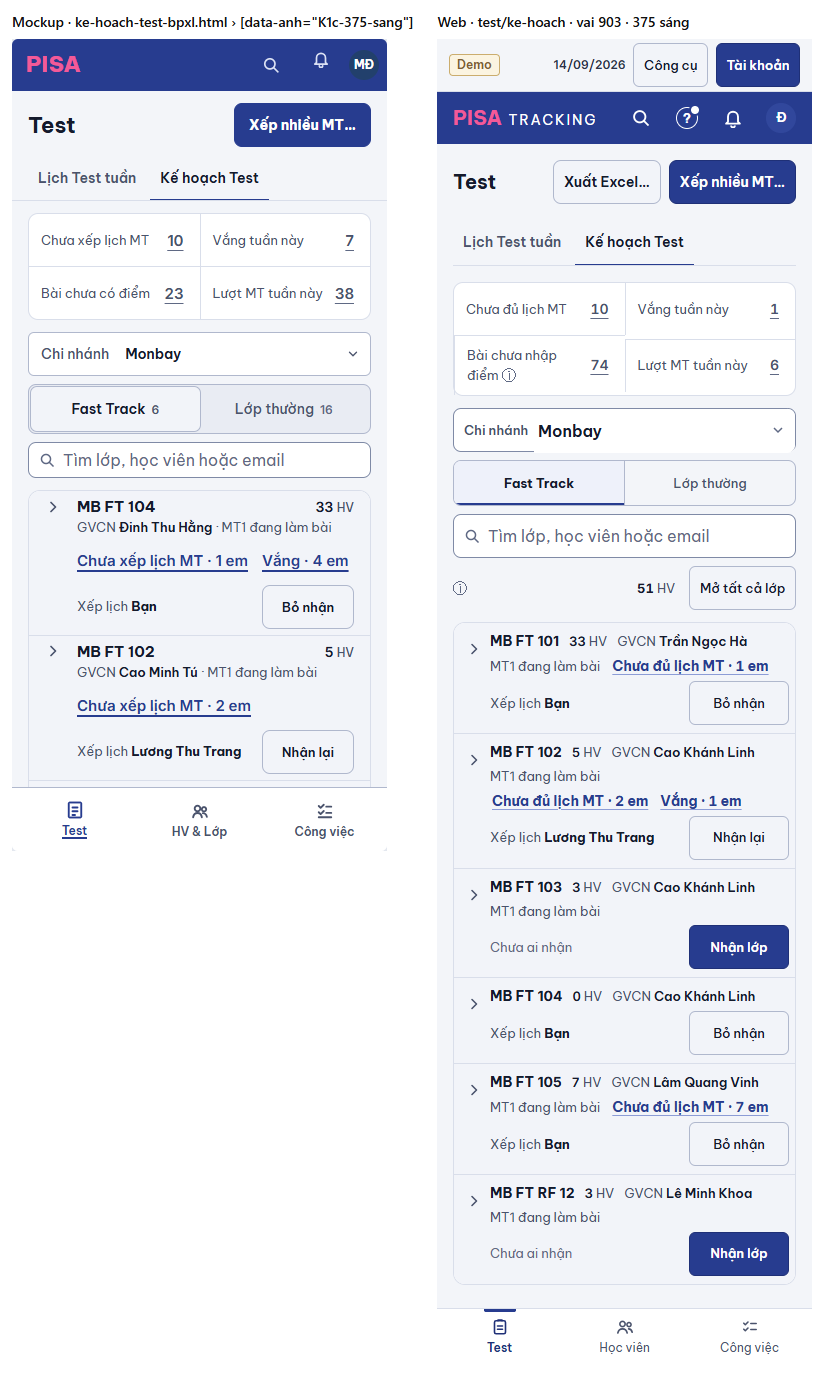 Mockup · ke-hoach-test-bpxl.html › [data-anh="K1c-375-sang"]
PISA
MĐ
Test
Xếp nhiều MT...
Lịch Test tuần
Kế hoạch Test
Chưa xếp lịch MT 10
Vắng tuần này 7
Bài chưa có điểm 23
Lượt MT tuần này 38
Chi nhánh Monbay
Fast Track 6
Lớp thường 16
Tìm lớp, học viên hoặc email
MB FT 104 33 HV
GVCN Đinh Thu Hằng · MT1 đang làm bài
Chưa xếp lịch MT · 1 em Vắng · 4 em
Xếp lịch Bạn Bỏ nhận
MB FT 102 5 HV
GVCN Cao Minh Tú · MT1 đang làm bài
Chưa xếp lịch MT · 2 em
Xếp lịch Lương Thu Trang Nhận lại
Test
HV & Lớp
Công việc
Web · test/ke-hoach · vai 903 · 375 sáng
Demo 14/09/2026 Công cụ Tài khoản
PISA TRACKING ? Đ
Test
Xuất Excel...
Xếp nhiều MT...
Lịch Test tuần
Kế hoạch Test
Chưa đủ lịch MT 10
Vắng tuần này 1
Bài chưa nhập
điểm ⓘ 74
Lượt MT tuần này 6
Chi nhánh Monbay
Fast Track
Lớp thường
Tìm lớp, học viên hoặc email
ⓘ 51 HV Mở tất cả lớp
MB FT 101 33 HV GVCN Trần Ngọc Hà
MT1 đang làm bài Chưa đủ lịch MT · 1 em
Xếp lịch Bạn Bỏ nhận
MB FT 102 5 HV GVCN Cao Khánh Linh
MT1 đang làm bài
Chưa đủ lịch MT · 2 em Vắng · 1 em
Xếp lịch Lương Thu Trang Nhận lại
MB FT 103 3 HV GVCN Cao Khánh Linh
MT1 đang làm bài
Chưa ai nhận Nhận lớp
MB FT 104 0 HV GVCN Cao Khánh Linh
Xếp lịch Bạn Bỏ nhận
MB FT 105 7 HV GVCN Lâm Quang Vinh
MT1 đang làm bài Chưa đủ lịch MT · 7 em
Xếp lịch Bạn Bỏ nhận
MB FT RF 12 3 HV GVCN Lê Minh Khoa
MT1 đang làm bài
Chưa ai nhận Nhận lớp
Test
Học viên
Công việc